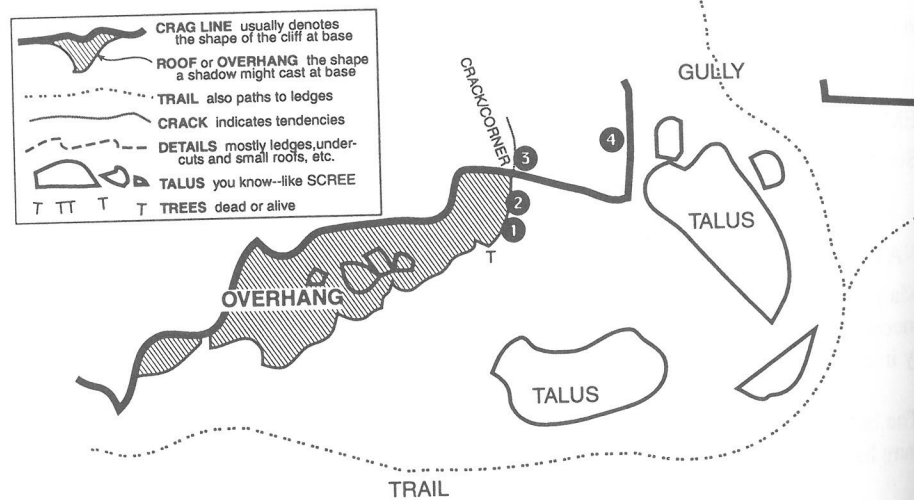 CRAG LINE usually denotes
the shape of the cliff at base
ROOF or OVERHANG the shape
a shadow might cast at base
TRAIL also paths to ledges
CRACK indicates tendencies
DETAILS mostly ledges,under-
cuts and small roofs, etc.
TALUS you know--like SCREE
T TT T T TREES dead or alive
CRACK/CORNER
GULLY
4
3
2
1
T
TALUS
OVERHANG
TALUS
TRAIL